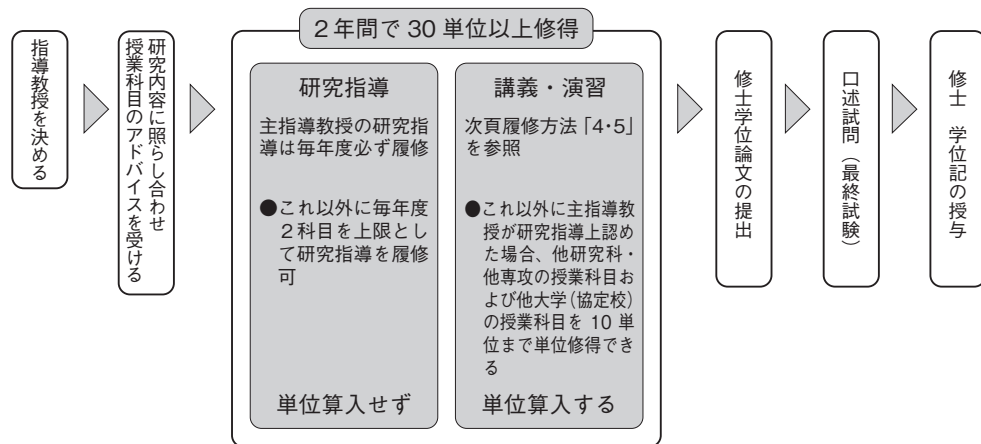 指導教授を決める
研究内容に照らし合わせ
授業科目のアドバイスを受ける
2年間で 30 単位以上修得
研究指導
主指導教授の研究指
導は毎年度必ず履修
●これ以外に毎年度
2科目を上限とし
て研究指導を履修
可
単位算入せず
講義・演習
次頁履修方法「4・5」
を参照
●これ以外に主指導教
授が研究指導上認め
た場合、他研究科・
他専攻の授業科目お
よび他大学(協定校)
の授業科目を 10 単
位まで単位修得でき
る
単位算入する
修士学位論文の提出
口述試問(最終試験)
修士 学位記の授与